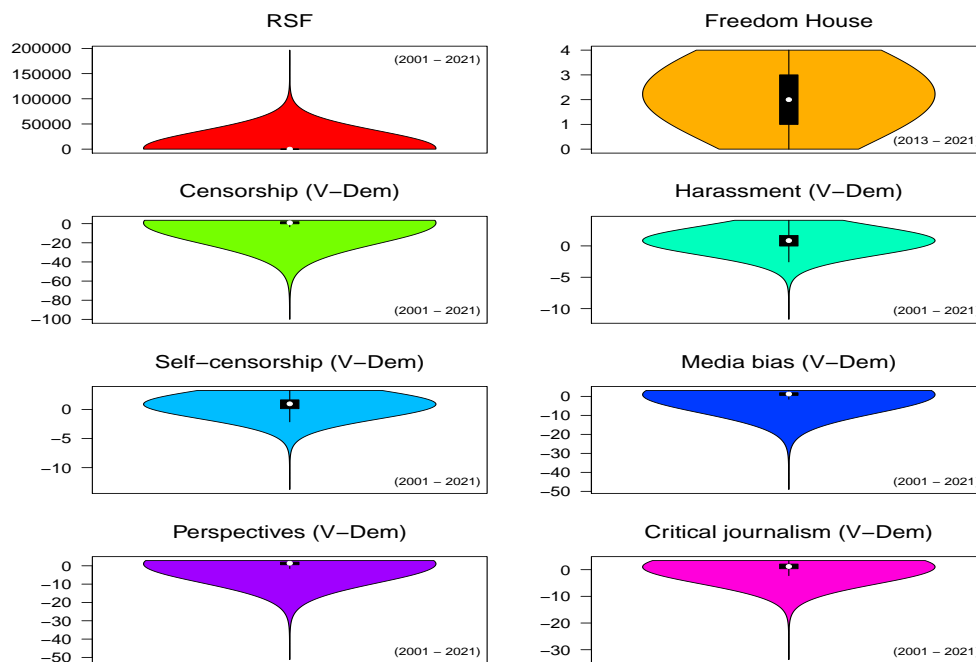 RSF
200000
150000
100000
50000
0
(2001 − 2021)
Freedom House
4
3
2
1
0
(2013 − 2021
Censorship (V−Dem)
0
−20
−40
−60
−80
−100
(2001 − 2021)
Harassment (V−Dem)
0
−5
−10
(2001 − 2021
Self−censorship (V−Dem)
0
−5
−10
(2001 − 2021)
Media bias (V−Dem)
0
−10
−20
−30
−40
−50
(2001 − 2021)
Perspectives (V−Dem)
0
−10
−20
−30
−40
−50
(2001 − 2021)
Critical journalism (V−Dem)
0
−10
−20
−30
(2001 − 2021